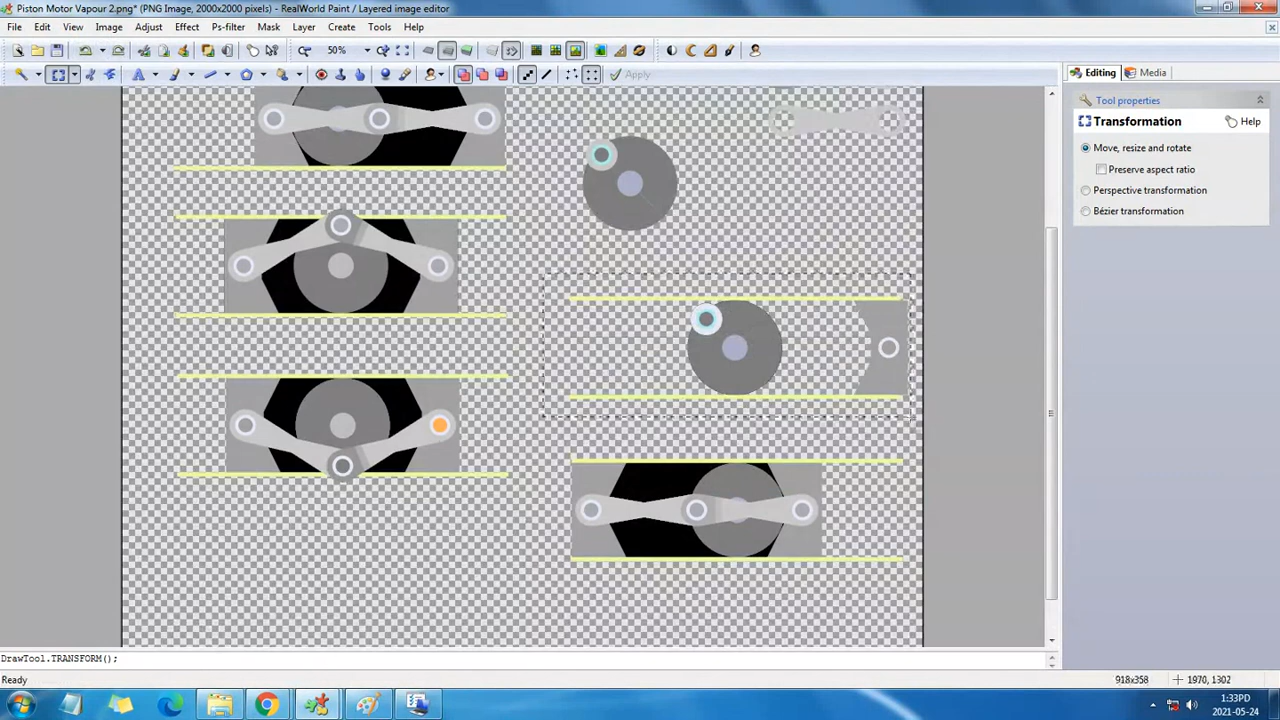 Piston Motor Vapour 2.png* (PNG Image, 2000x2000 pixels) - RealWorld Paint / Layered image editor
File Edit View Image Adjust Effect Ps-filter Mask Layer Create Tools Help
50%
Apply
Editing Media
Tool properties
Transformation Help
Move, resize and rotate
Preserve aspect ratio
Perspective transformation
Bézier transformation
DrawTool.TRANSFORM();
Ready 918x358 1970, 1302
1:33PD
2021-05-24